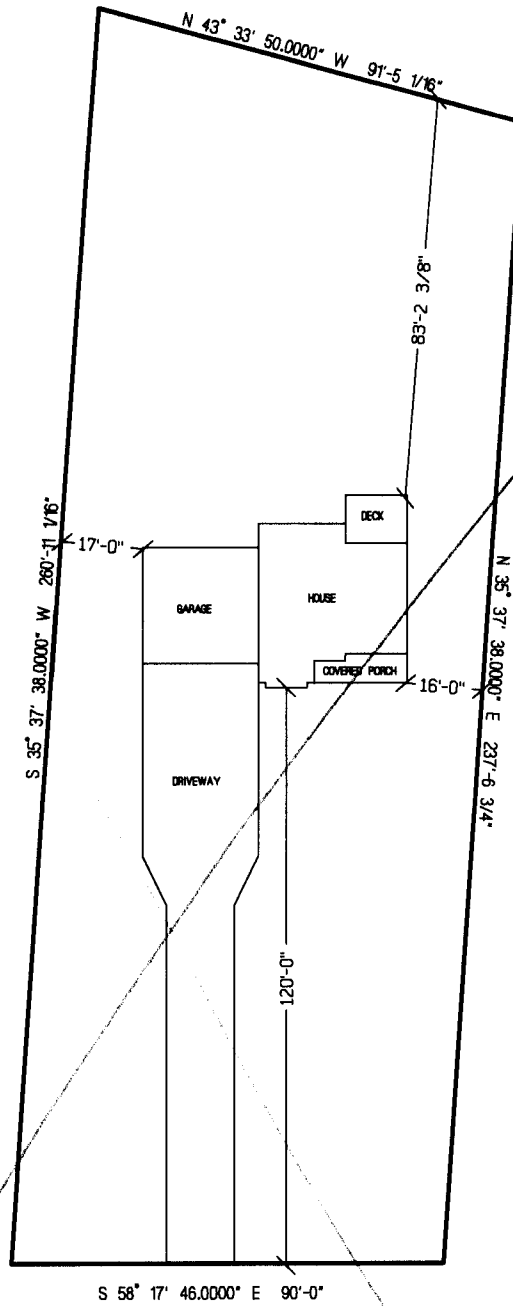 N 43° 33' 50.0000" W 91'-5 1/16"
83'-2 3/8"
DECK
S 35° 37' 38.0000" W 260'-11 1/16"
17'-0"
GARAGE
HOUSE
N 35° 37' 38.0000" E 237'-6 3/4"
COVERED PORCH
16'-0"
DRIVEWAY
120'-0"
S 58° 17' 46.0000" E 90'-0"